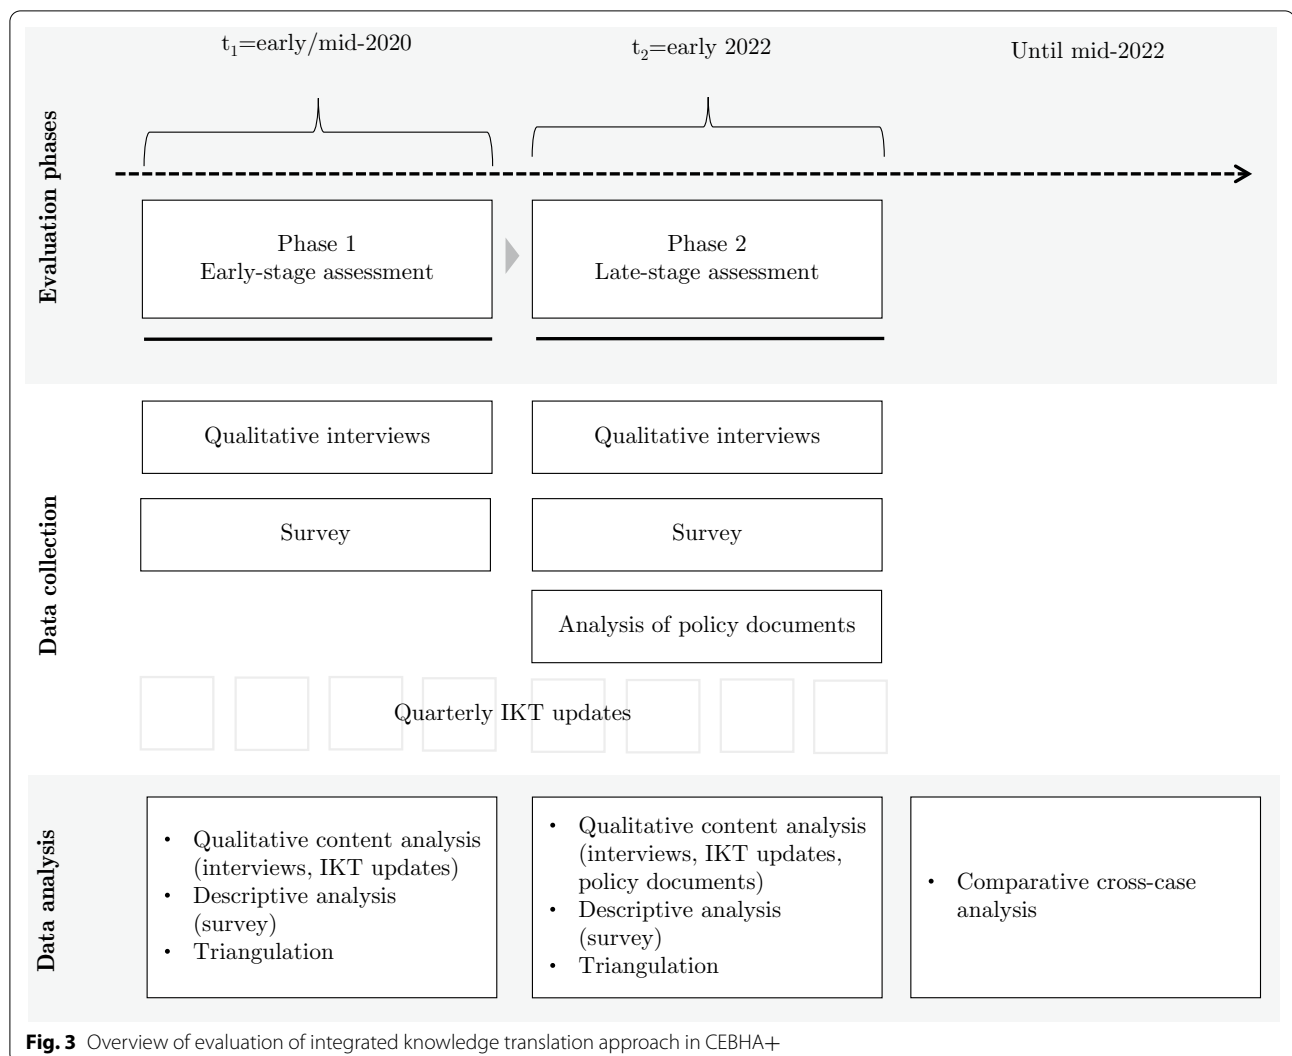 t1=early/mid-2020
t2=early 2022
Until mid-2022
Evaluation phases
Phase 1
Early-stage assessment
Phase 2
Late-stage assessment
Data collection
Qualitative interviews
Qualitative interviews
Survey
Survey
Analysis of policy documents
Quarterly IKT updates
Data analysis
• Qualitative content analysis
(interviews, IKT updates)
• Descriptive analysis
(survey)
• Triangulation
• Qualitative content analysis
(interviews, IKT updates,
policy documents)
• Descriptive analysis
(survey)
• Triangulation
• Comparative cross-case
analysis
Fig. 3 Overview of evaluation of integrated knowledge translation approach in CEBHA+